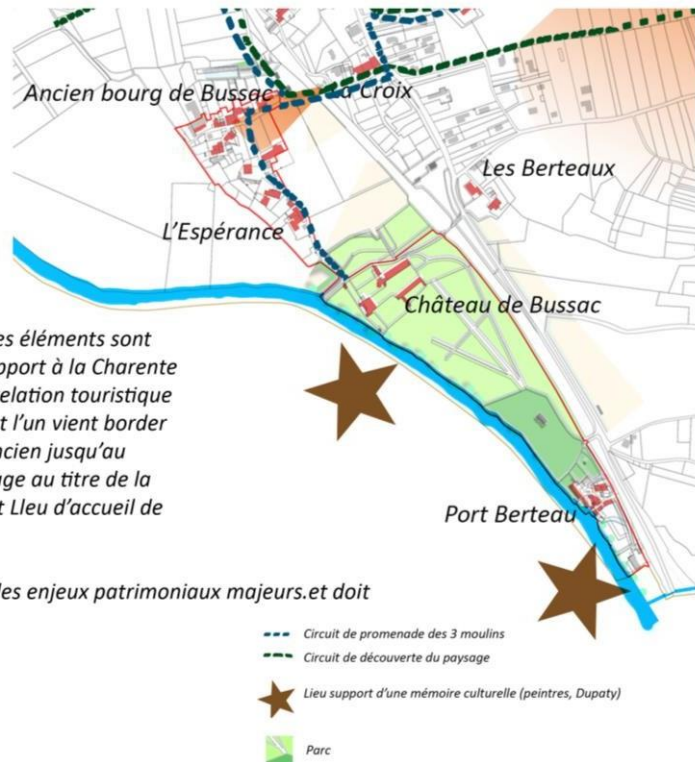 Ancien bourg de Bussac
Croix
Les Berteaux
L'Espérance
Château de Bussac
es éléments sont
port à la Charente
elation touristique
t l'un vient border
ncien jusqu'au
ge au titre de la
t Lleu d'accueil de
Port Berteau
les enjeux patrimoniaux majeurs.et doit
Circuit de promenade des 3 moulins
Circuit de découverte du paysage
Lieu support d'une mémoire culturelle (peintres, Dupaty)
Parc